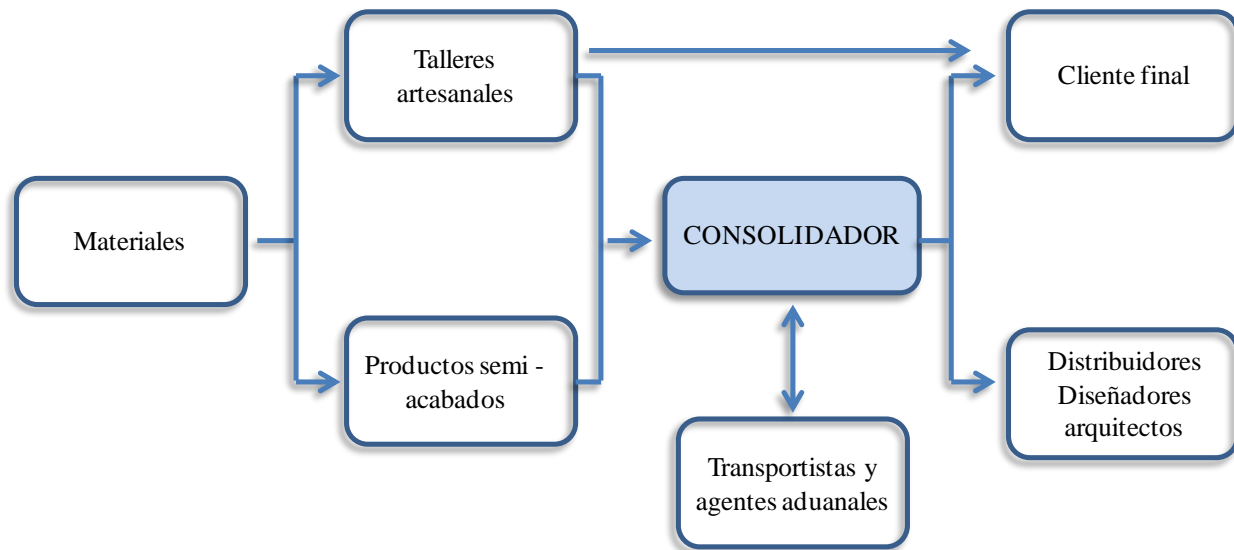 Talleres
artesanales
Cliente final
Materiales
CONSOLIDADOR
Productos semi -
acabados
Distribuidores
Diseñadores
arquitectos
Transportistas y
agentes aduanales